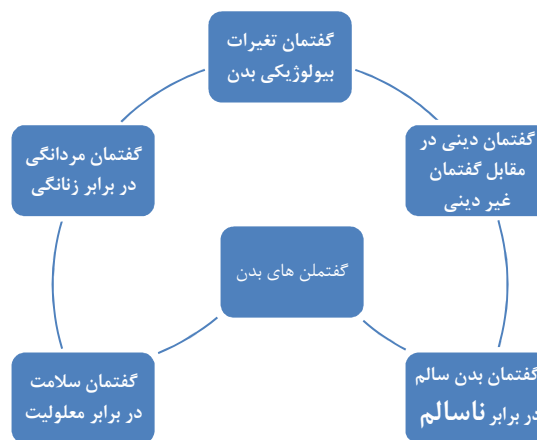 گفتمان تغیرات
بیولوژیکی بدن
گفتمان دینی در
مقابل گفتمان
غیر دینی
گفتمان مردانگی
در برابر زنانگی
گفتملن های بدن
گفتمان بدن سالم
در برابر ناسالم
گفتمان سلامت
در برابر معلولیت